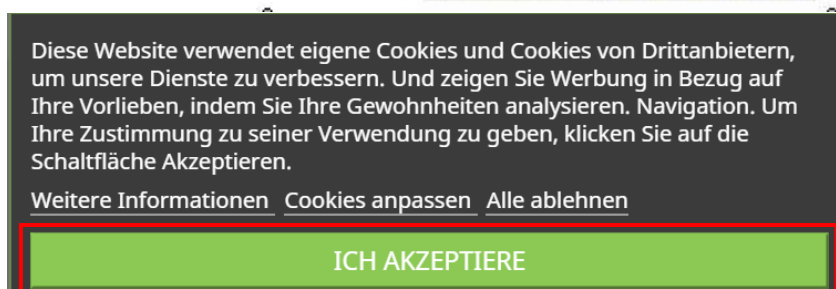 Diese Website verwendet eigene Cookies und Cookies von Drittanbietern,
um unsere Dienste zu verbessern. Und zeigen Sie Werbung in Bezug auf
Ihre Vorlieben, indem Sie Ihre Gewohnheiten analysieren. Navigation. Um
Ihre Zustimmung zu seiner Verwendung zu geben, klicken Sie auf die
Schaltfläche Akzeptieren.
Weitere Informationen Cookies anpassen Alle ablehnen
ICH AKZEPTIERE